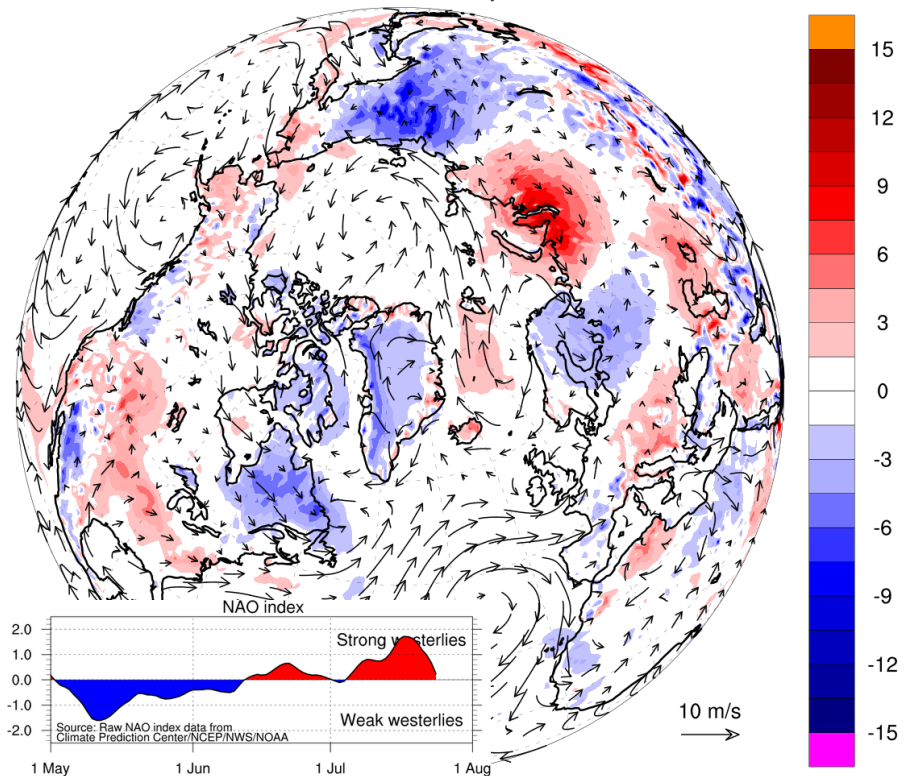 15
12
9
6
3
0
-3
-6
-9
-12
-15
10 m/s
NAO index
2.0
1.0
0.0
-1.0
-2.0
Strong westerlies
Weak westerlies
Source: Raw NAO index data from
Climate Prediction Center/NCEP/NWS/NOAA
1 May
1 Jun
1 Jul
1 Aug